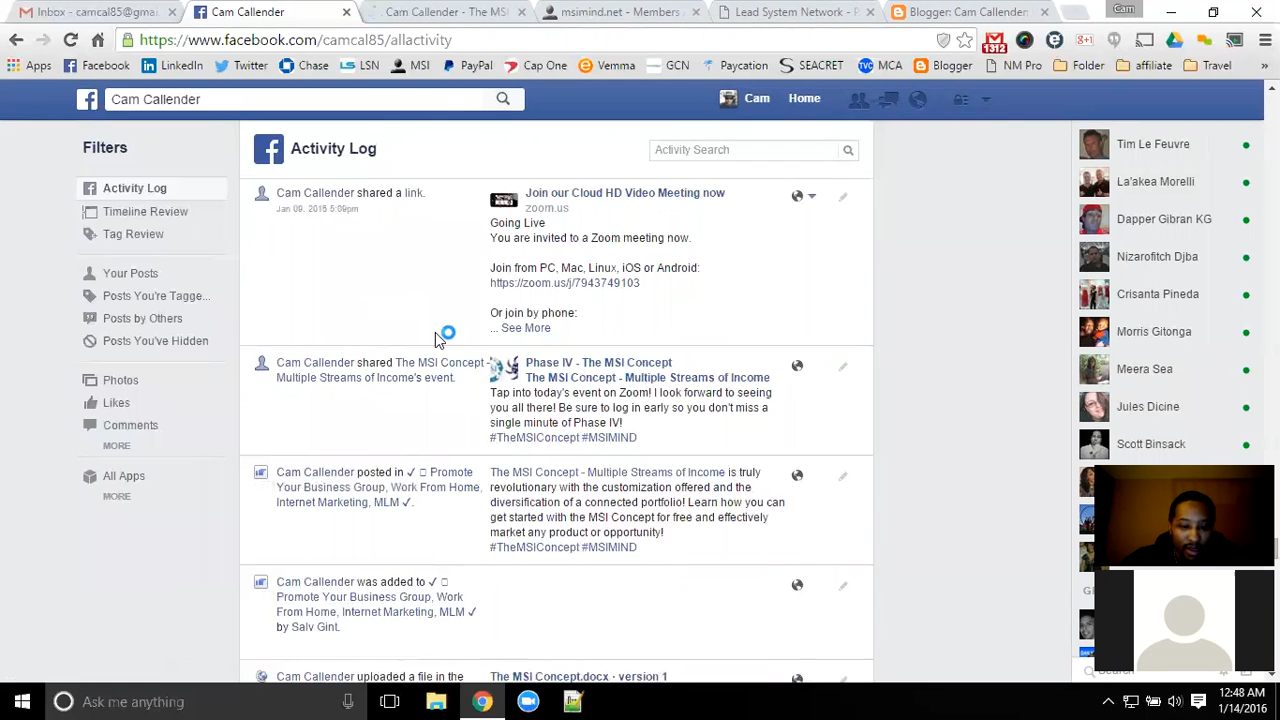 Inbox - camcal85@gmai
Cam Callender
Cam Callender - The MSI
msimind.net - Members
Lead System Network - P
Blogger: Cam Callender:
Cam
https://www.facebook.com/camcal85/allactivity
1312
Apps
Facebook
LinkedIn
Twitter
Chase
LSN
MSI
PayPal
Cap One
Vemma
GCN
Paycation
SEACRET
MCA
Blogger
NM Pro
Folder
affiliate
Travel
Cam Callender
Cam
Home
Filters
Activity Log
Timeline Review
Tag Review
Your Posts
Posts You're Tagge...
Posts by Others
Posts You've Hidden
Photos
Likes
Comments
MORE
All Apps
MORE
Activity Log
Activity Search
Cam Callender shared a link.
Jan 09, 2015 5:09pm
Join our Cloud HD Video Meeting now
zoom.us
Going Live
You are invited to a Zoom meeting now.
Join from PC, Mac, Linux, iOS or Android:
https://zoom.us/j/7943749103
Or join by phone:
... See More
Cam Callender shared The MSI Concept -
Multiple Streams of Income's event.
Phase IV - The MSI Concept
The MSI Concept - Multiple Streams of Income
Tap into today's event on Zoom! I look forward to seeing
you all there! Be sure to log in early so you don't miss a
single minute of Phase IV!
#TheMSIConcept #MSIMIND
Cam Callender posted in ✓ Promote
Your Business Group, Work From Home,
Internet Marketing, MLM ✓.
The MSI Concept - Multiple Streams of Income is truly
revolutionary with the customization offered and the
diversification of a connected portfolio! Learn how you can
get started with the MSI Concept for free and effectively
market any product or opportunity!
#TheMSIConcept #MSIMIND
Cam Callender was added to ✓
Promote Your Business Group, Work
From Home, Internet Marketing, MLM ✓
by Salv Gint.
Cam Callender uploaded file in the
The MSI Concept.docx · version
Tim Le Feuvre
La'akea Morelli
Dapper Gibran KG
Nizarofitch Djba
Crisanta Pineda
Morris Gitonga
Meera Sea
Jules Dicine
Scott Binsack
Search
Ask me anything
12:48 AM
1/14/2016